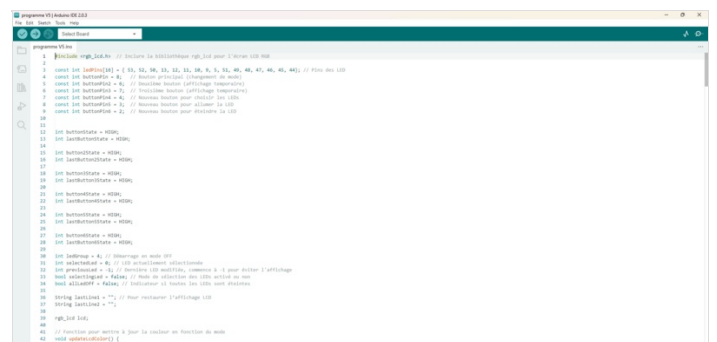 programme V5 | Arduino IDE 2.3.3
File Edit Sketch Tools Help
Select Board
programme V5.ino
1 #include <rgb_lcd.h> // Inclure la bibliothèque rgb_lcd pour l'écran LCD RGB
2
3 const int ledPins[16] = { 53, 52, 50, 13, 12, 11, 10, 9, 5, 51, 49, 48, 47, 46, 45, 44}; // Pins des LED
4 const int buttonPin = 8; // Bouton principal (changement de mode)
5 const int buttonPin2 = 6; // Deuxième bouton (affichage temporaire)
6 const int buttonPin3 = 7; // Troisième bouton (affichage temporaire)
7 const int buttonPin4 = 4; // Nouveau bouton pour choisir les LEDs
8 const int buttonPin5 = 3; // Nouveau bouton pour allumer la LED
9 const int buttonPin6 = 2; // Nouveau bouton pour éteindre la LED
10
11
12 int buttonState = HIGH;
13 int lastButtonState = HIGH;
14
15 int button2State = HIGH;
16 int lastButton2State = HIGH;
17
18 int button3State = HIGH;
19 int lastButton3State = HIGH;
20
21 int button4State = HIGH;
22 int lastButton4State = HIGH;
23
24 int button5State = HIGH;
25 int lastButton5State = HIGH;
26
27 int button6State = HIGH;
28 int lastButton6State = HIGH;
29
30 int ledGroup = 4; // Démarrage en mode OFF
31 int selectedLed = 0; // LED actuellement sélectionnée
32 int previousLed = -1; // Dernière LED modifiée, commence à -1 pour éviter l'affichage
33 bool selectingLed = false; // Mode de sélection des LEDs activé ou non
34 bool allLedOff = false; // Indicateur si toutes les LEDs sont éteintes
35
36 String lastLine1 = ""; // Pour restaurer l'affichage LCD
37 String lastLine2 = "";
38
39 rgb_lcd lcd;
40
41 // Fonction pour mettre à jour la couleur en fonction du mode
42 void updateLcdColor() {